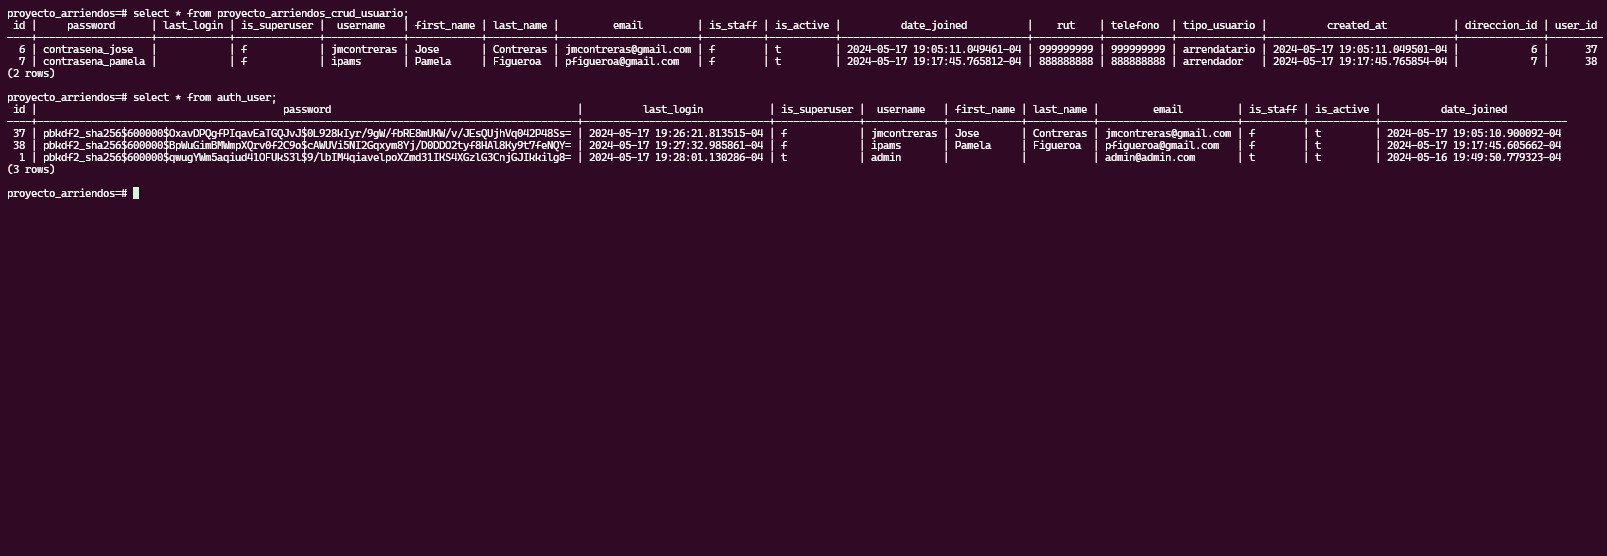 proyecto_arriendos=# select * from proyecto_arriendos_crud_usuario;
id | password | last_login | is_superuser | username | first_name | last_name | email | is_staff | is_active | date_joined | rut | telefono | tipo_usuario | created_at | direccion_id | user_id
6 | contrasena_jose | | f | jmcontreras | Jose | Contreras | jmcontreras@gmail.com | f | t | 2024-05-17 19:05:11.049461-04 | 999999999 | 999999999 | arrendatario | 2024-05-17 19:05:11.049501-04 | 6 | 37
7 | contrasena_pamela | | f | ipams | Pamela | Figueroa | pfigueroa@gmail.com | f | t | 2024-05-17 19:17:45.765812-04 | 888888888 | 888888888 | arrendador | 2024-05-17 19:17:45.765854-04 | 7 | 38
(2 rows)
proyecto_arriendos=# select * from auth_user;
id | password | last_login | is_superuser | username | first_name | last_name | email | is_staff | is_active | date_joined
37 | pbkdf2_sha256$600000$OxavDPQgfPIqavEaTGQJvJ$0L928kIyr/9gW/fbRE8mUKW/v/JEsQUjhVq042P48Ss= | 2024-05-17 19:26:21.813515-04 | f | jmcontreras | Jose | Contreras | jmcontreras@gmail.com | f | t | 2024-05-17 19:05:10.900092-04
38 | pbkdf2_sha256$600000$BpWuGimBMWmpXQrv0f2C9o$cAWUVi5NI2Gqxym8Yj/D0DDO2tyf8HAl8Ky9t7feNQY= | 2024-05-17 19:27:32.985861-04 | f | ipams | Pamela | Figueroa | pfigueroa@gmail.com | f | t | 2024-05-17 19:17:45.605662-04
1 | pbkdf2_sha256$600000$qwugYWm5aqiud41OFUkS3l$9/lbIM4qiavelpoXZmd31IKS4XGzlG3CnjGJIKkilg8= | 2024-05-17 19:28:01.130286-04 | t | admin | | | admin@admin.com | t | t | 2024-05-16 19:49:50.779323-04
(3 rows)
proyecto_arriendos=#